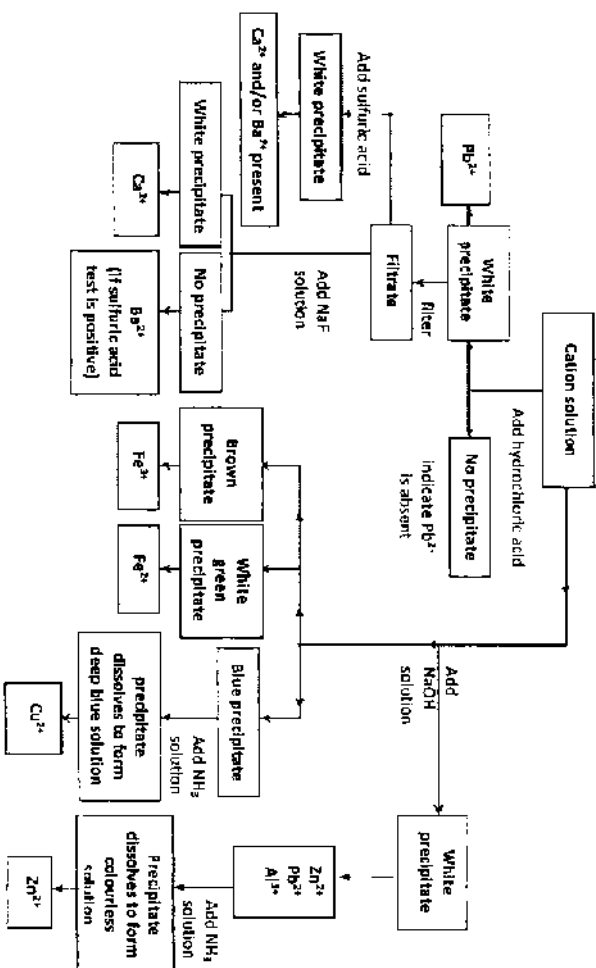 Cation solution
Add hydrochloric acid
White
precipitate
No precipitate
Pb²⁺
indicate Pb²⁺
is absent
filter
Filtrate
Add sulfuric acid
White precipitate
Ca²⁺ and/or Ba²⁺ present
Add NaF
solution
White precipitate
No precipitate
Ca²⁺
Ba²⁺
(If sulfuric acid
test is positive)
Add
NaOH
solution
Brown
precipitate
Fe³⁺
White
green
precipitate
Fe²⁺
Blue precipitate
Add NH₃
solution
precipitate
dissolves to form
deep blue solution
Cu²⁺
White
precipitate
Zn²⁺
Pb²⁺
Al³⁺
Add NH₃
solution
Precipitate
dissolves to form
colourless
solution
Zn²⁺